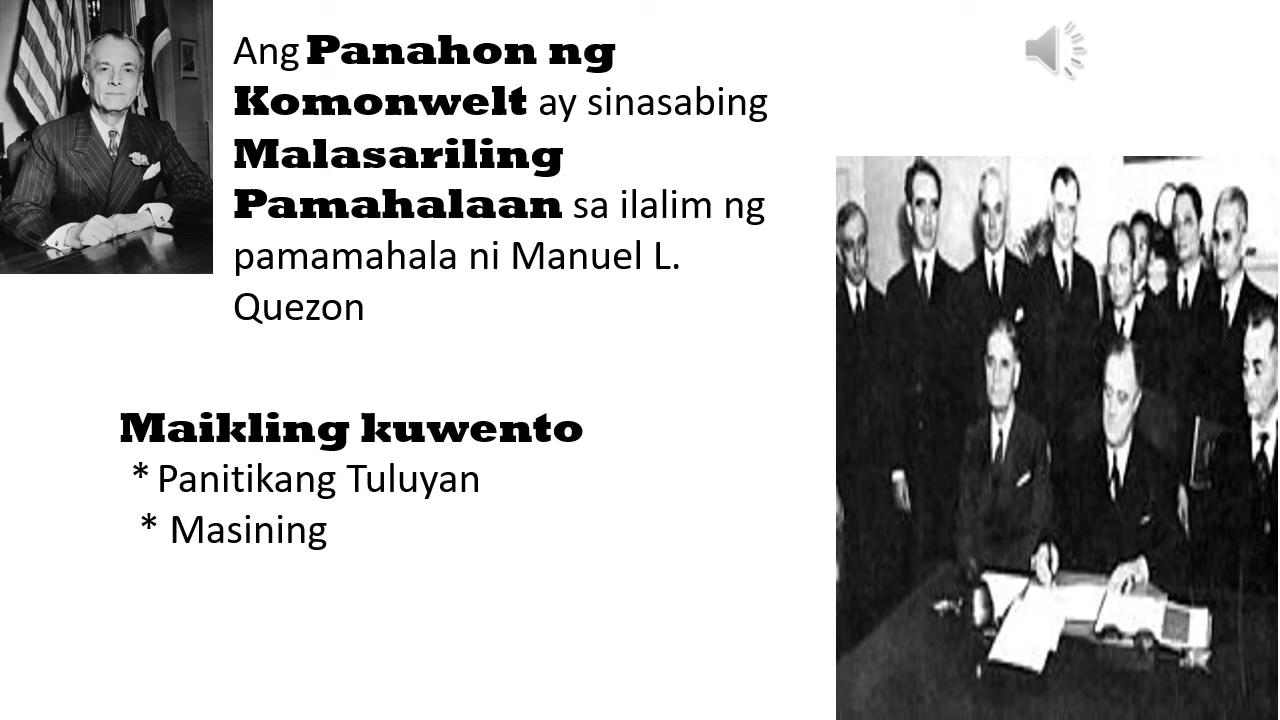 Ang Panahon ng
Komonwelt ay sinasabing
Malasariling
Pamahalaan sa ilalim ng
pamamahala ni Manuel L.
Quezon
Maikling kuwento
* Panitikang Tuluyan
* Masining